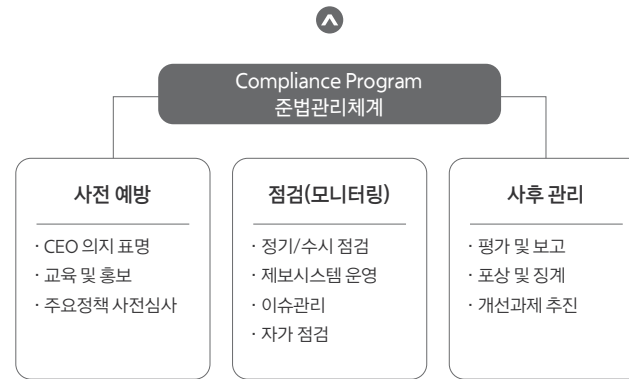 Compliance Program
준법관리체계
사전 예방
· CEO 의지 표명
· 교육 및 홍보
· 주요정책 사전심사
점검(모니터링)
· 정기/수시 점검
· 제보시스템 운영
· 이슈관리
· 자가 점검
사후 관리
· 평가 및 보고
· 포상 및 징계
· 개선과제 추진